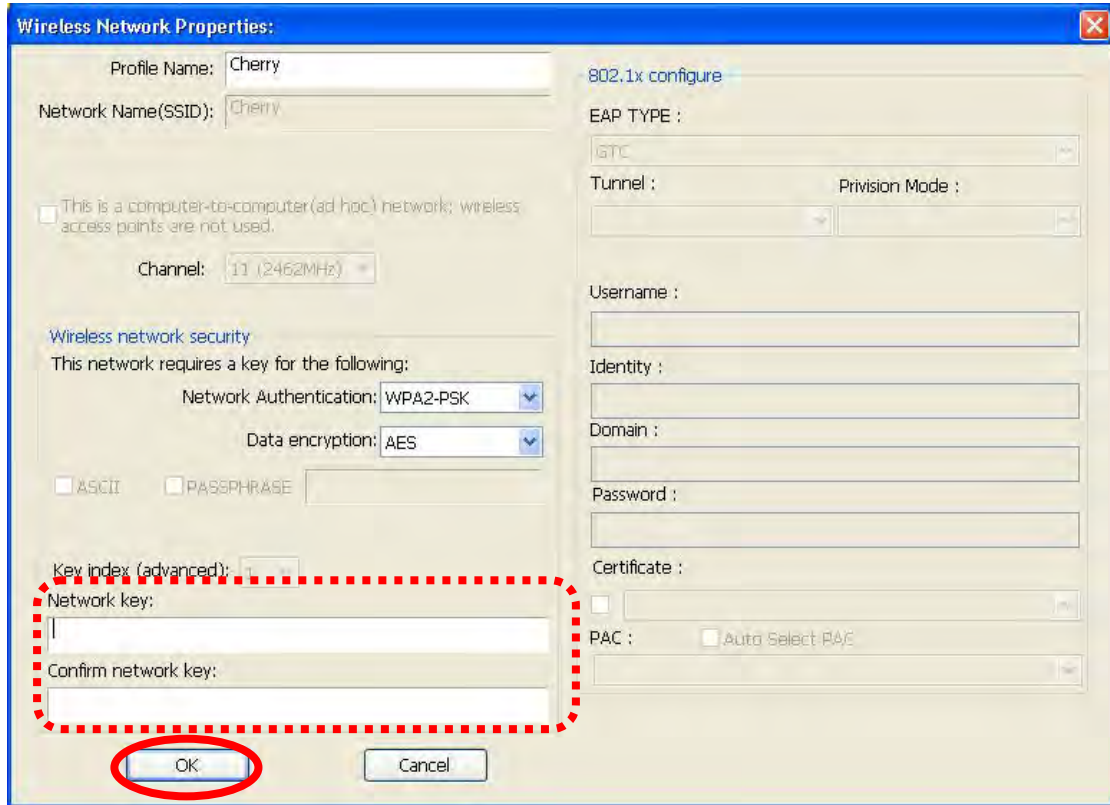 Wireless Network Properties:
Profile Name: Cherry
Network Name(SSID): Cherry
This is a computer-to-computer(ad hoc) network; wireless
access points are not used.
Channel: 11 (2462MHz)
Wireless network security
This network requires a key for the following:
Network Authentication: WPA2-PSK
Data encryption: AES
ASCII PASSPHRASE
Key index (advanced): 1
Network key:
Confirm network key:
OK Cancel
802.1x configure
EAP TYPE :
GTC
Tunnel : Privision Mode :
Username :
Identity :
Domain :
Password :
Certificate :
PAC : Auto Select PAC